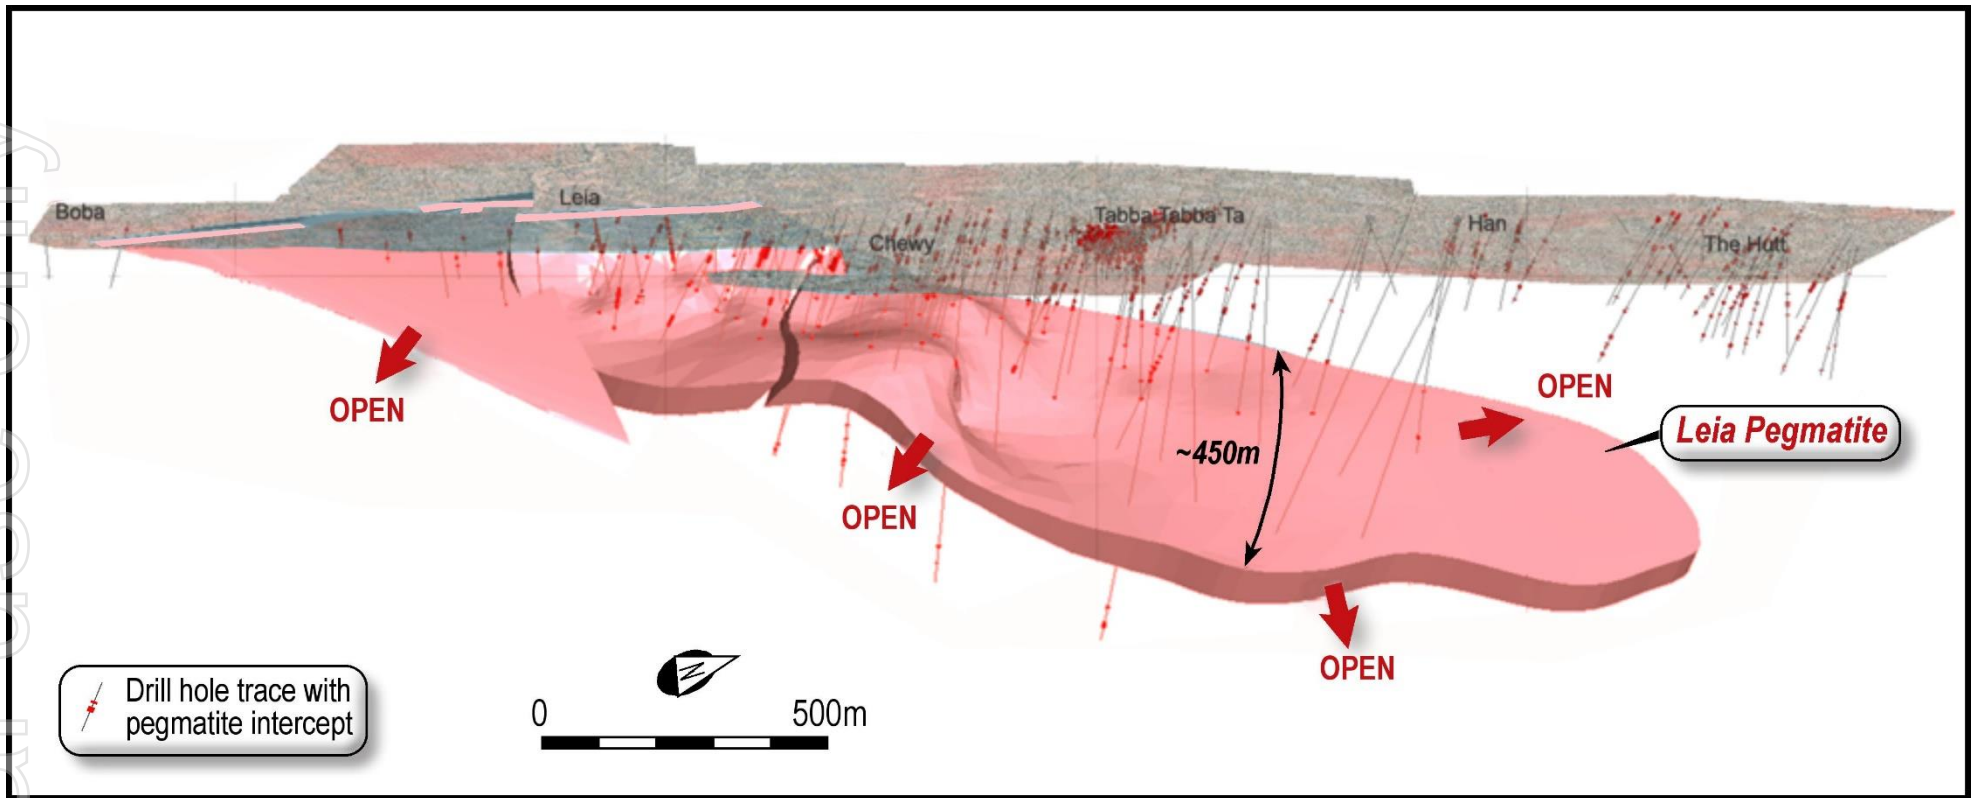 Boba
Leia
Chewy
Tabba Tabba Ta
Han
The Hutt
OPEN
OPEN
OPEN
OPEN
~450m
Leia Pegmatite
Drill hole trace with
pegmatite intercept
N
0
500m